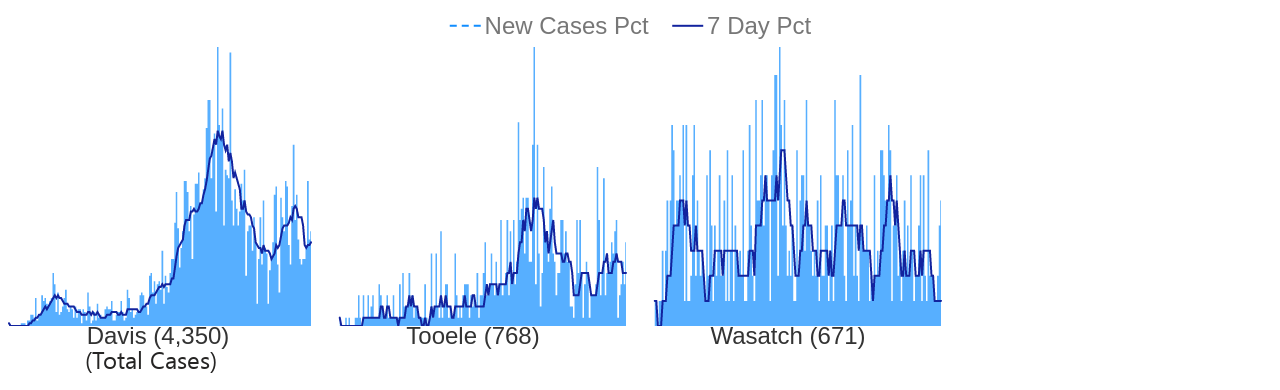 New Cases Pct 7 Day Pct
Davis (4,350) Tooele (768) Wasatch (671)
(Total Cases)